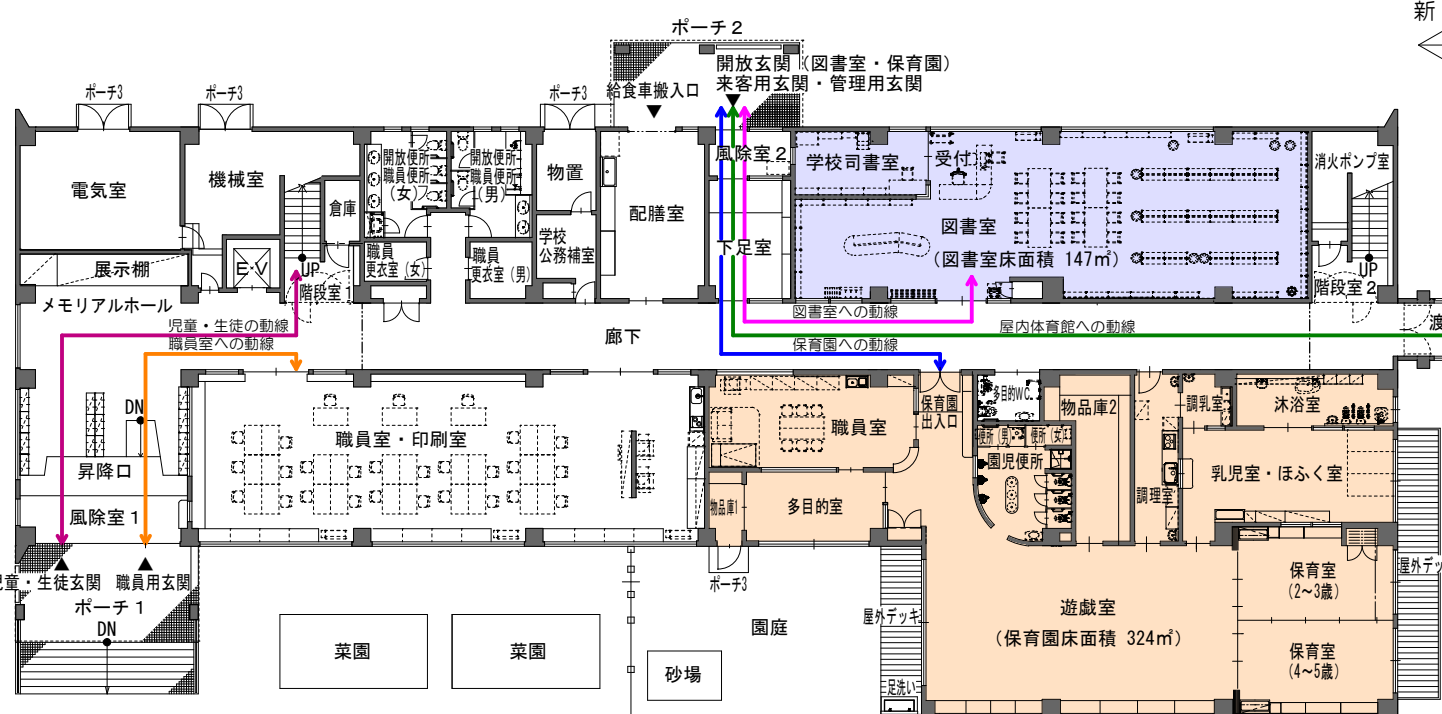 新
ポーチ２
開放玄関（図書室・保育園）
来客用玄関・管理用玄関
給食車搬入口
ポーチ3
ポーチ3
ポーチ3
電気室
機械室
倉庫
開放便所
職員便所
（女）
開放便所
職員便所
（男）
物置
配膳室
風除室２
学校司書室
受付
消火ポンプ室
学校
公務補室
下足室
図書室
（図書室床面積 147㎡）
展示棚
E・V
UP
階段室１
職員
更衣室（女）
職員
更衣室（男）
UP
階段室２
メモリアルホール
児童・生徒の動線
職員室への動線
廊下
図書室への動線
保育園への動線
屋内体育館への動線
渡
DN
昇降口
風除室１
職員室・印刷室
職員室
保育園
出入口
多目的WC
物品庫2
調乳室
沐浴室
便所（男）
便所（女）
園児便所
調理室
乳児室・ほふく室
物品庫1
多目的室
児童・生徒玄関
職員用玄関
ポーチ１
DN
ポーチ3
屋外デッキ
遊戯室
（保育園床面積 324㎡）
保育室
（2～3歳）
保育室
（4～5歳）
屋外デッ
菜園
菜園
園庭
砂場
足洗い